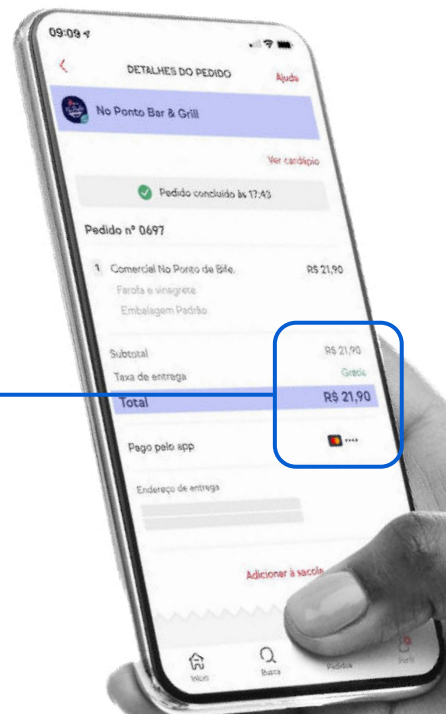 09:09
DETALHES DO PEDIDO
Ajuda
No Ponto Bar & Grill
Ver cardápio
Pedido concluído às 17:43
Pedido nº 0697
1 Comercial No Ponto de Bife. R$ 21,90
Farofa e vinagrete
Embalagem Padrão
Subtotal R$ 21,90
Taxa de entrega Grátis
Total R$ 21,90
Pago pelo app
Endereço de entrega
Adicionar à sacola
Início Busca Pedidos Perfil